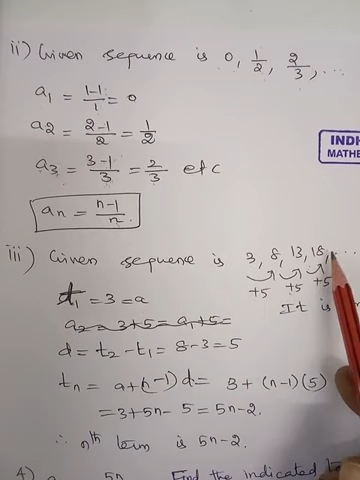 ii) Given sequence is 0, 1/2, 2/3, ...
a1 = 1-1/1 = 0
a2 = 2-1/2 = 1/2
a3 = 3-1/3 = 2/3 etc
INDH
MATHE
an = n-1/n
iii) Given sequence is 3, 8, 13, 18, ...
+5 +5 +5
t1 = 3 = a
It is
a2 = 3+5 = a1+5 =
d = t2 - t1 = 8-3 = 5
tn = a+(n-1)d = 3+(n-1)(5)
= 3+5n-5 = 5n-2.
∴ nth term is 5n-2.
4) 5n Find the indicated